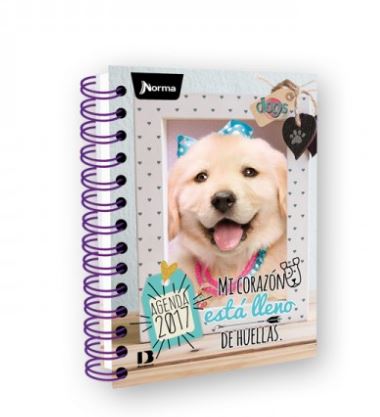 Norma
dogs
AGENDA
2017
MI CORAZÓN
está lleno
DE HUELLAS.